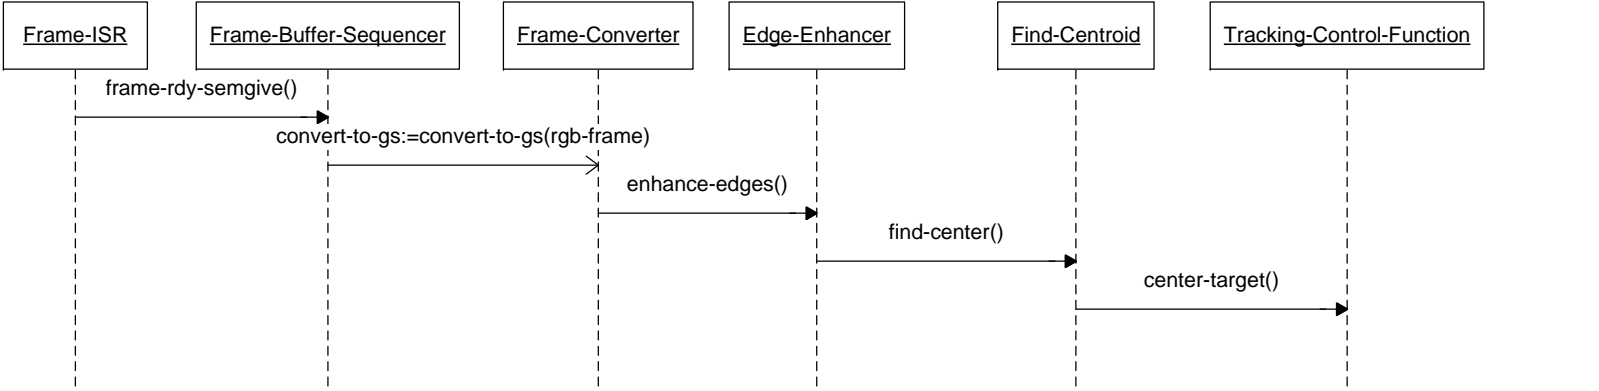 Frame-ISR
Frame-Buffer-Sequencer
Frame-Converter
Edge-Enhancer
Find-Centroid
Tracking-Control-Function
frame-rdy-semgive()
convert-to-gs:=convert-to-gs(rgb-frame)
enhance-edges()
find-center()
center-target()